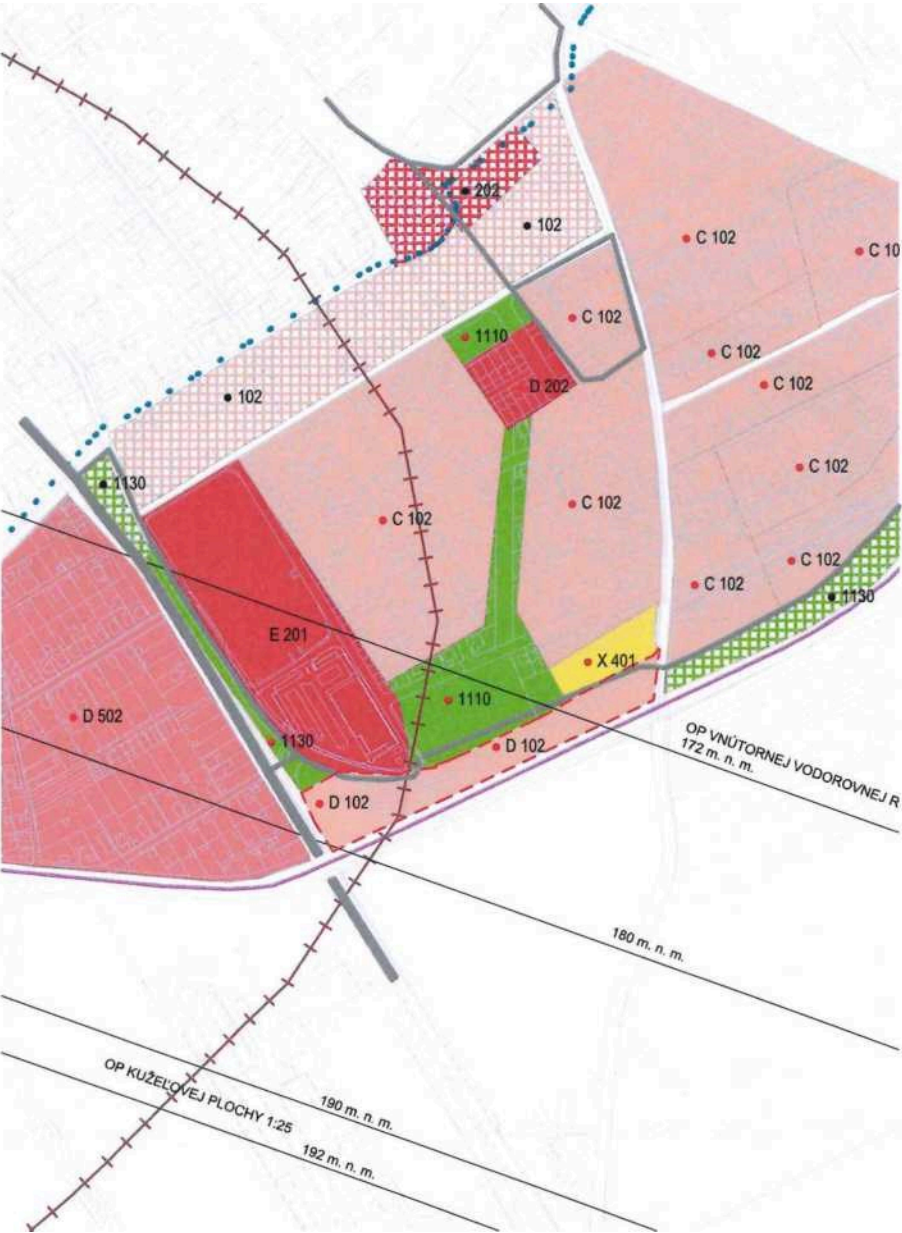 202
102
C 102
C 10
C 102
1110
C 102
C 102
D 202
102
C 102
1130
C 102
C 102
C 102
C 102
1130
E 201
X 401
1110
D 502
1130
D 102
OP VNÚTORNEJ VODOROVNEJ R
172 m. n. m.
D 102
180 m. n. m.
OP KUŽEĽOVEJ PLOCHY 1:25
190 m. n. m.
192 m. n. m.